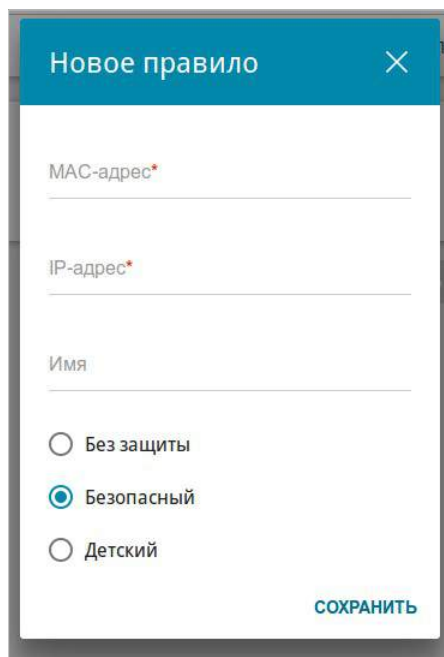 Новое правило
MAC-адрес*
IP-адрес*
Имя
Без защиты
Безопасный
Детский
СОХРАНИТЬ